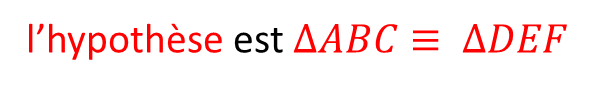 l’hypothèse est Δ𝐴𝐵𝐶 ≡ Δ𝐷𝐸𝐹